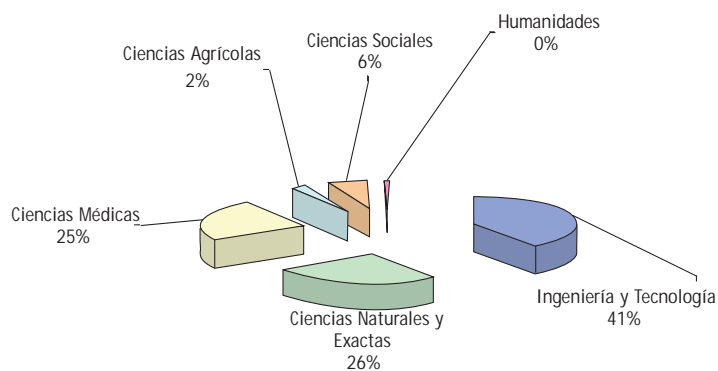 Humanidades
0%
Ciencias Sociales
6%
Ciencias Agrícolas
2%
Ciencias Médicas
25%
Ingeniería y Tecnología
41%
Ciencias Naturales y
Exactas
26%